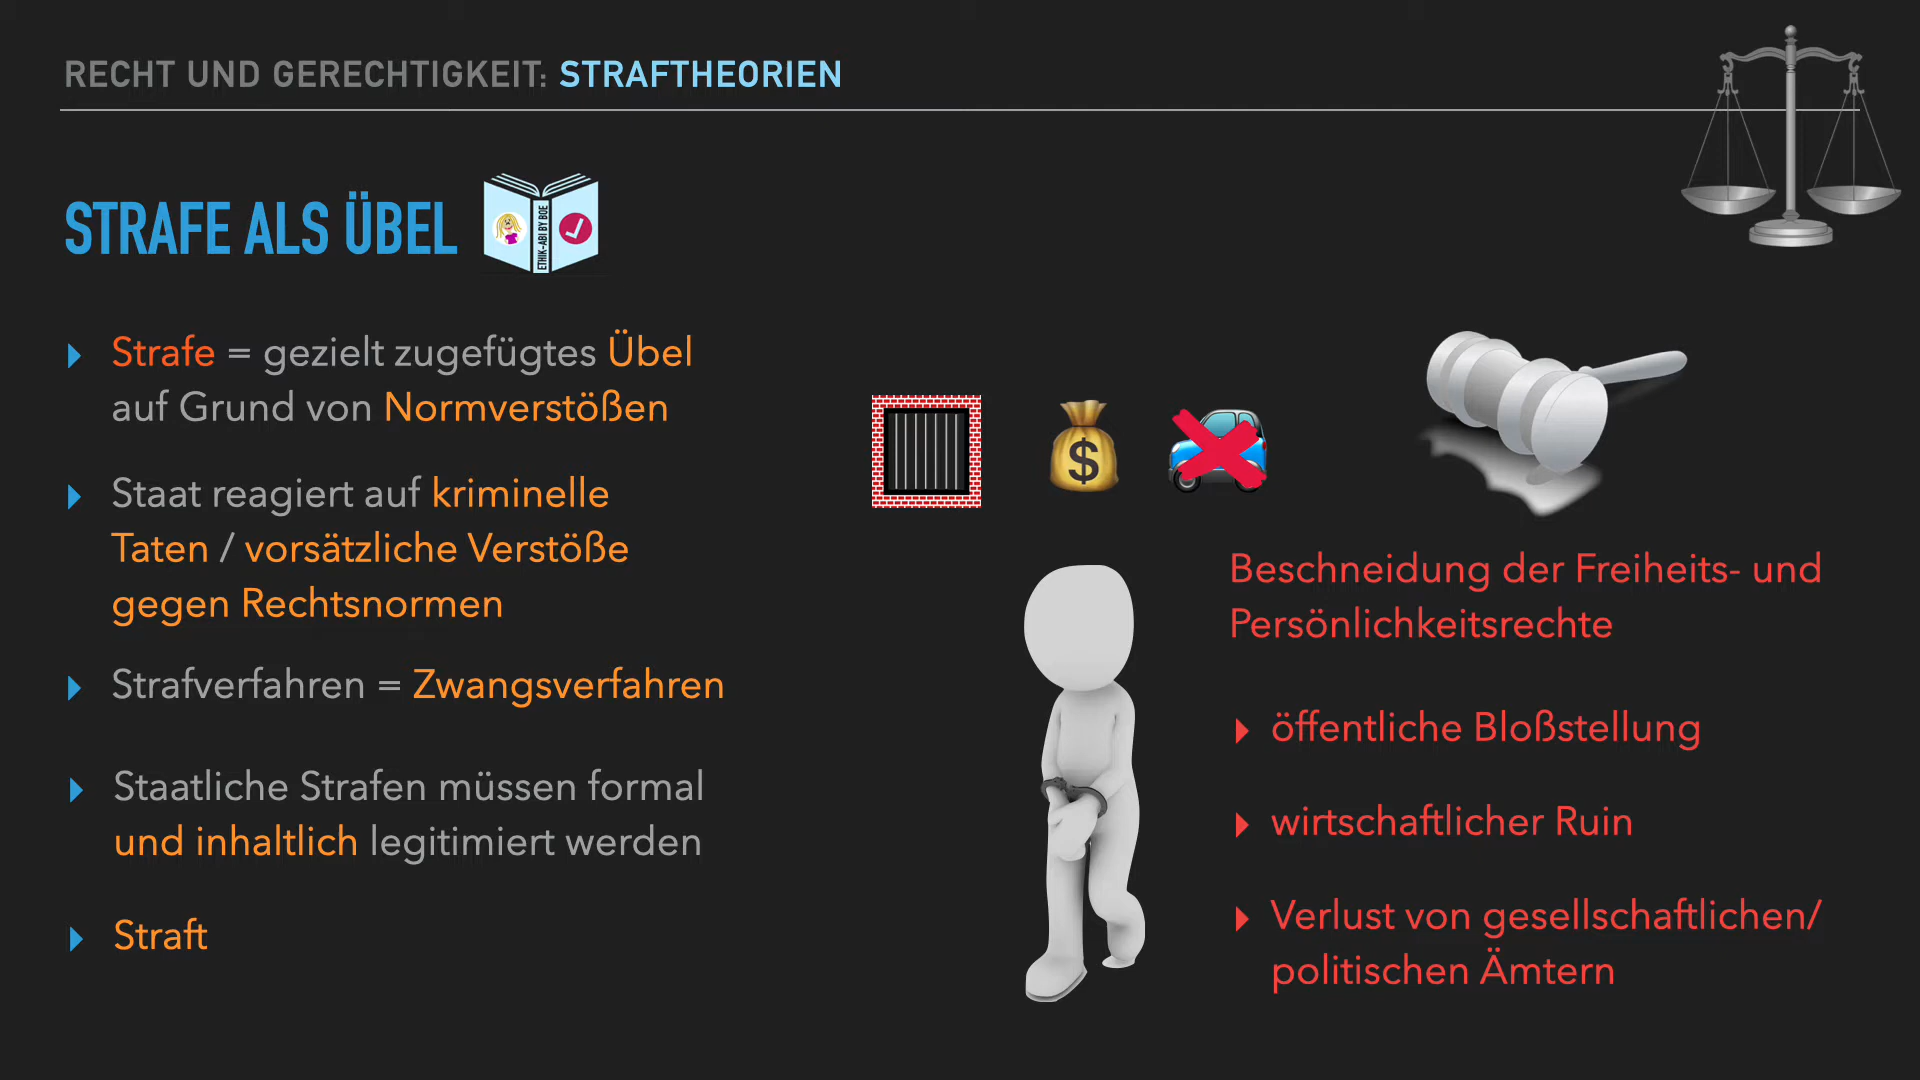 RECHT UND GERECHTIGKEIT: STRAFTHEORIEN
STRAFE ALS ÜBEL
ETHIK-ABI BY BOE
Strafe = gezielt zugefügtes Übel
auf Grund von Normverstößen
Staat reagiert auf kriminelle
Taten / vorsätzliche Verstöße
gegen Rechtsnormen
Strafverfahren = Zwangsverfahren
Staatliche Strafen müssen formal
und inhaltlich legitimiert werden
Straft
$
Beschneidung der Freiheits- und
Persönlichkeitsrechte
öffentliche Bloßstellung
wirtschaftlicher Ruin
Verlust von gesellschaftlichen/
politischen Ämtern